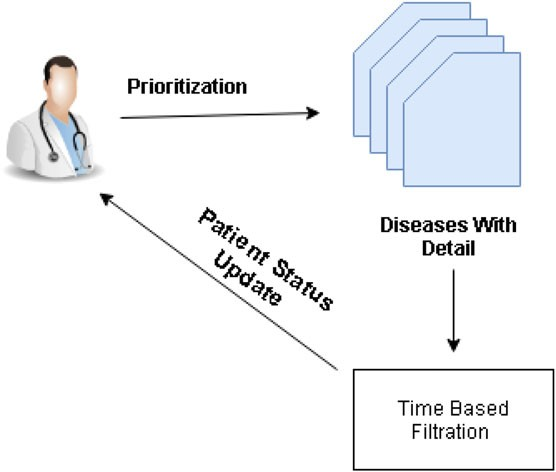 Prioritization
Diseases With
Detail
Patient Status
Update
Time Based
Filtration